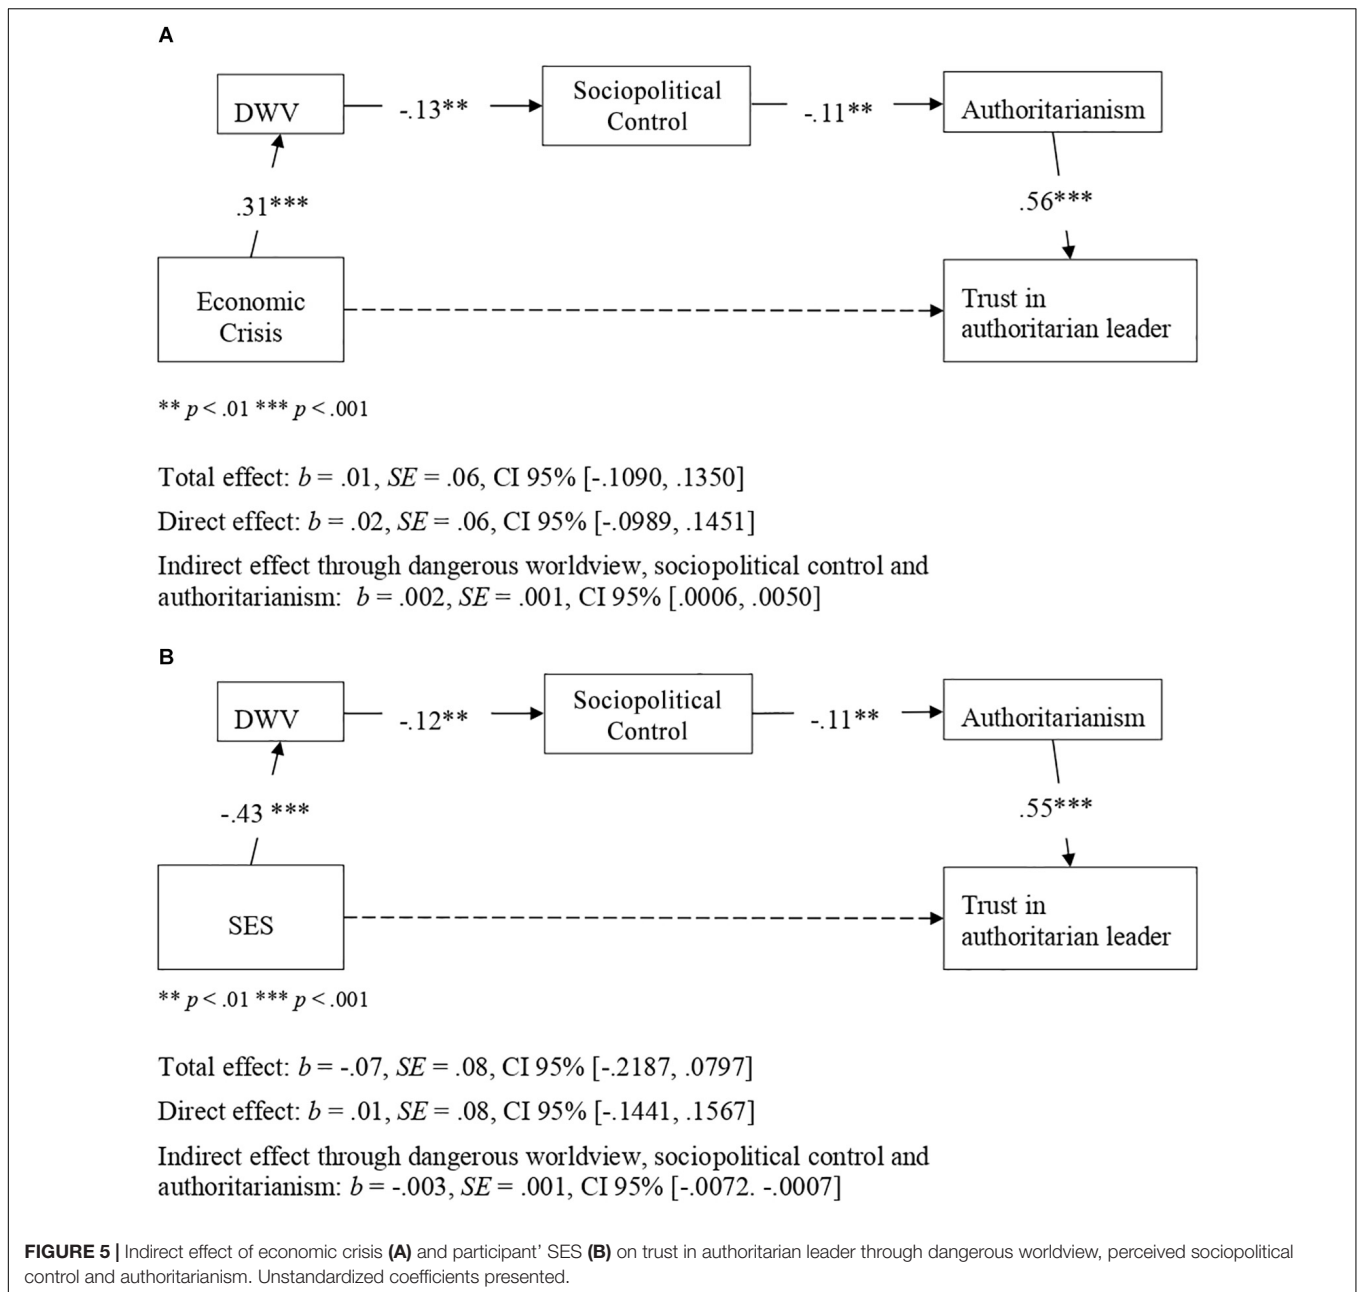 A
DWV
-.13**
Sociopolitical
Control
-.11**
Authoritarianism
.31***
.56***
Economic
Crisis
Trust in
authoritarian leader
** p < .01 *** p < .001
Total effect: b = .01, SE = .06, CI 95% [-.1090, .1350]
Direct effect: b = .02, SE = .06, CI 95% [-.0989, .1451]
Indirect effect through dangerous worldview, sociopolitical control and
authoritarianism: b = .002, SE = .001, CI 95% [.0006, .0050]
B
DWV
-.12**
Sociopolitical
Control
-.11**
Authoritarianism
-.43 ***
.55***
SES
Trust in
authoritarian leader
** p < .01 *** p < .001
Total effect: b = -.07, SE = .08, CI 95% [-.2187, .0797]
Direct effect: b = .01, SE = .08, CI 95% [-.1441, .1567]
Indirect effect through dangerous worldview, sociopolitical control and
authoritarianism: b = -.003, SE = .001, CI 95% [-.0072. -.0007]
FIGURE 5 | Indirect effect of economic crisis (A) and participant' SES (B) on trust in authoritarian leader through dangerous worldview, perceived sociopolitical
control and authoritarianism. Unstandardized coefficients presented.